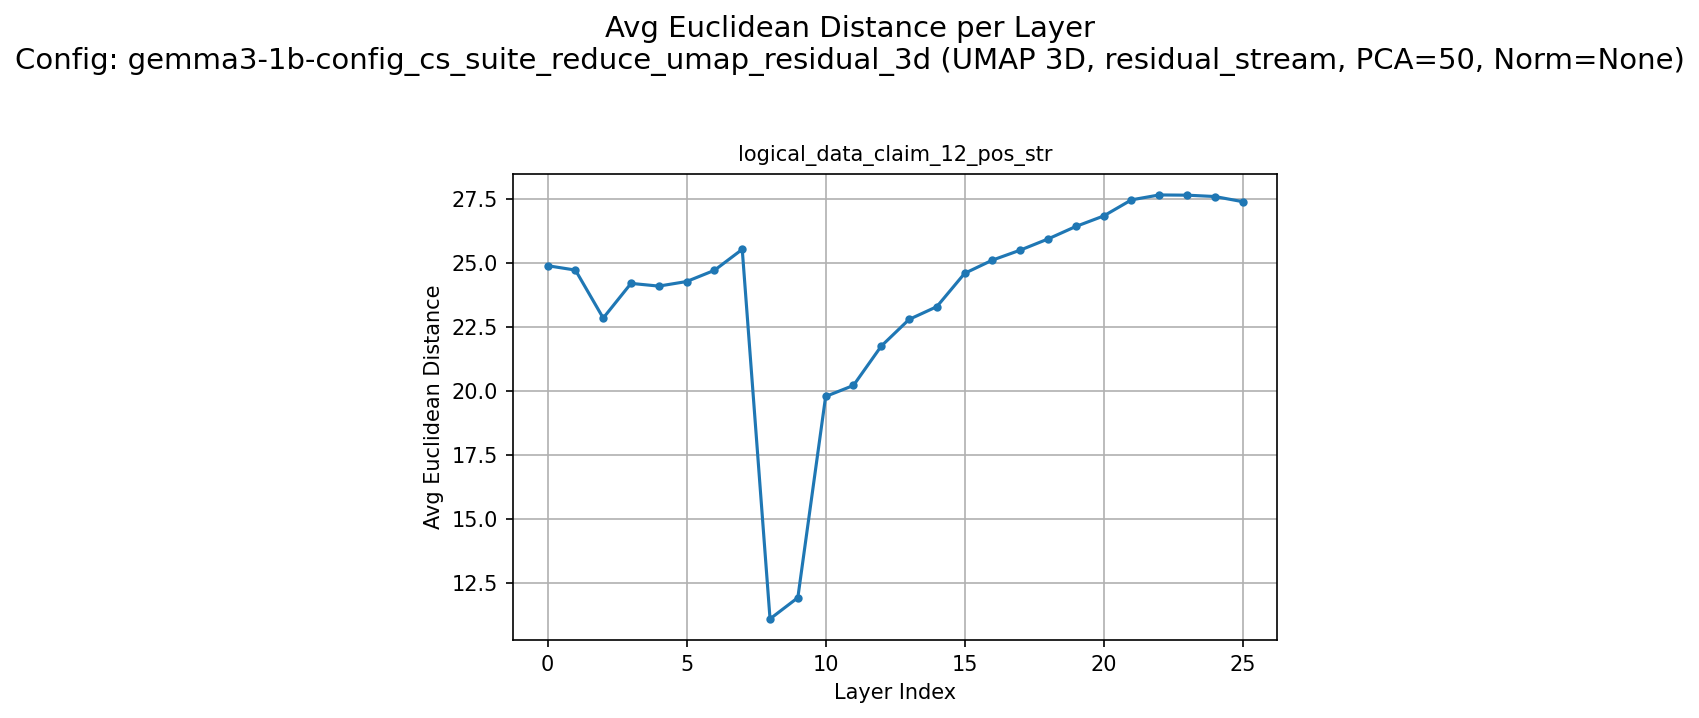 Avg Euclidean Distance per Layer
Config: gemma3-1b-config_cs_suite_reduce_umap_residual_3d (UMAP 3D, residual_stream, PCA=50, Norm=None)
logical_data_claim_12_pos_str
27.5
25.0
22.5
20.0
17.5
15.0
12.5
Avg Euclidean Distance
0 5 10 15 20 25
Layer Index